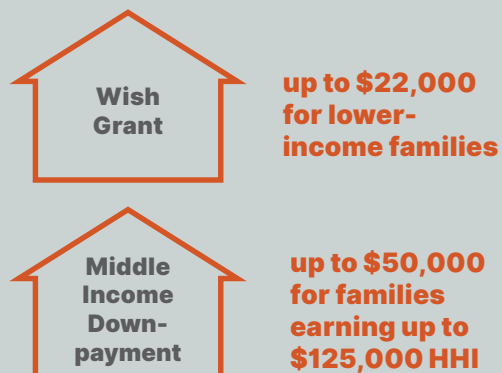 Wish
Grant
up to $22,000
for lower-
income families
Middle
Income
Down-
payment
up to $50,000
for families
earning up to
$125,000 HHI